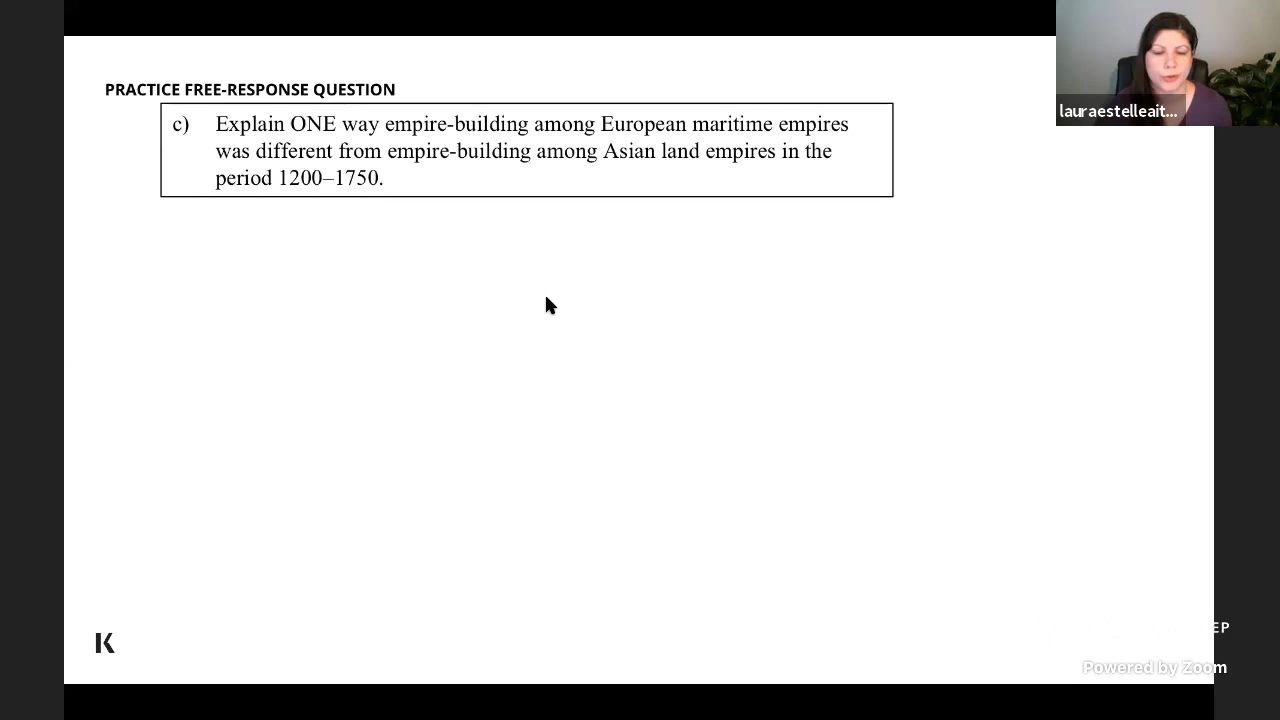 PRACTICE FREE-RESPONSE QUESTION
c) Explain ONE way empire-building among European maritime empires
was different from empire-building among Asian land empires in the
period 1200–1750.
lauraestelleait...
K
EP
Powered by Zoom